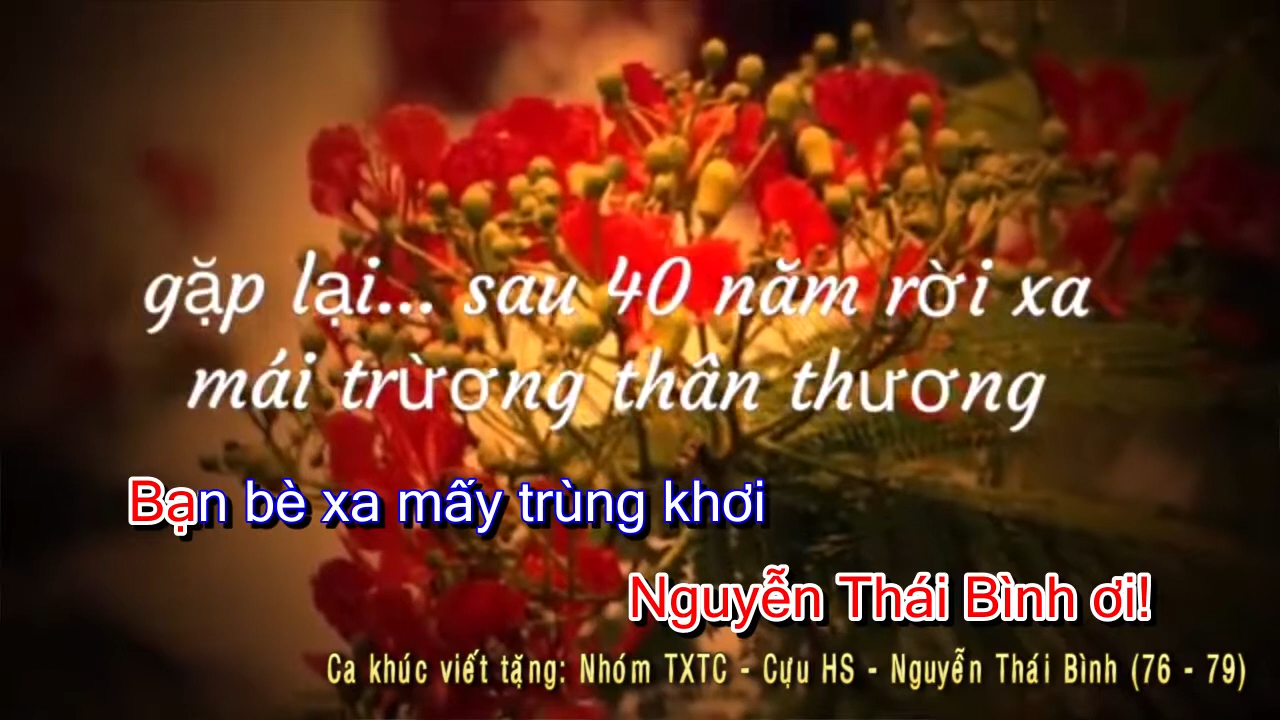 gặp lại... sau 40 năm rời xa
mái trừơng thân thương
Bạn bè xa mấy trùng khơi
Nguyễn Thái Bình ơi!
Ca khúc viết tặng: Nhóm TXTC - Cựu HS - Nguyễn Thái Bình (76 - 79)